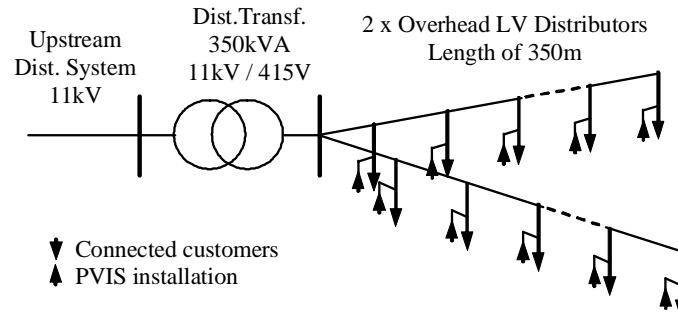 Upstream
Dist. System
11kV
Dist.Transf.
350kVA
11kV / 415V
2 x Overhead LV Distributors
Length of 350m
Connected customers
PVIS installation